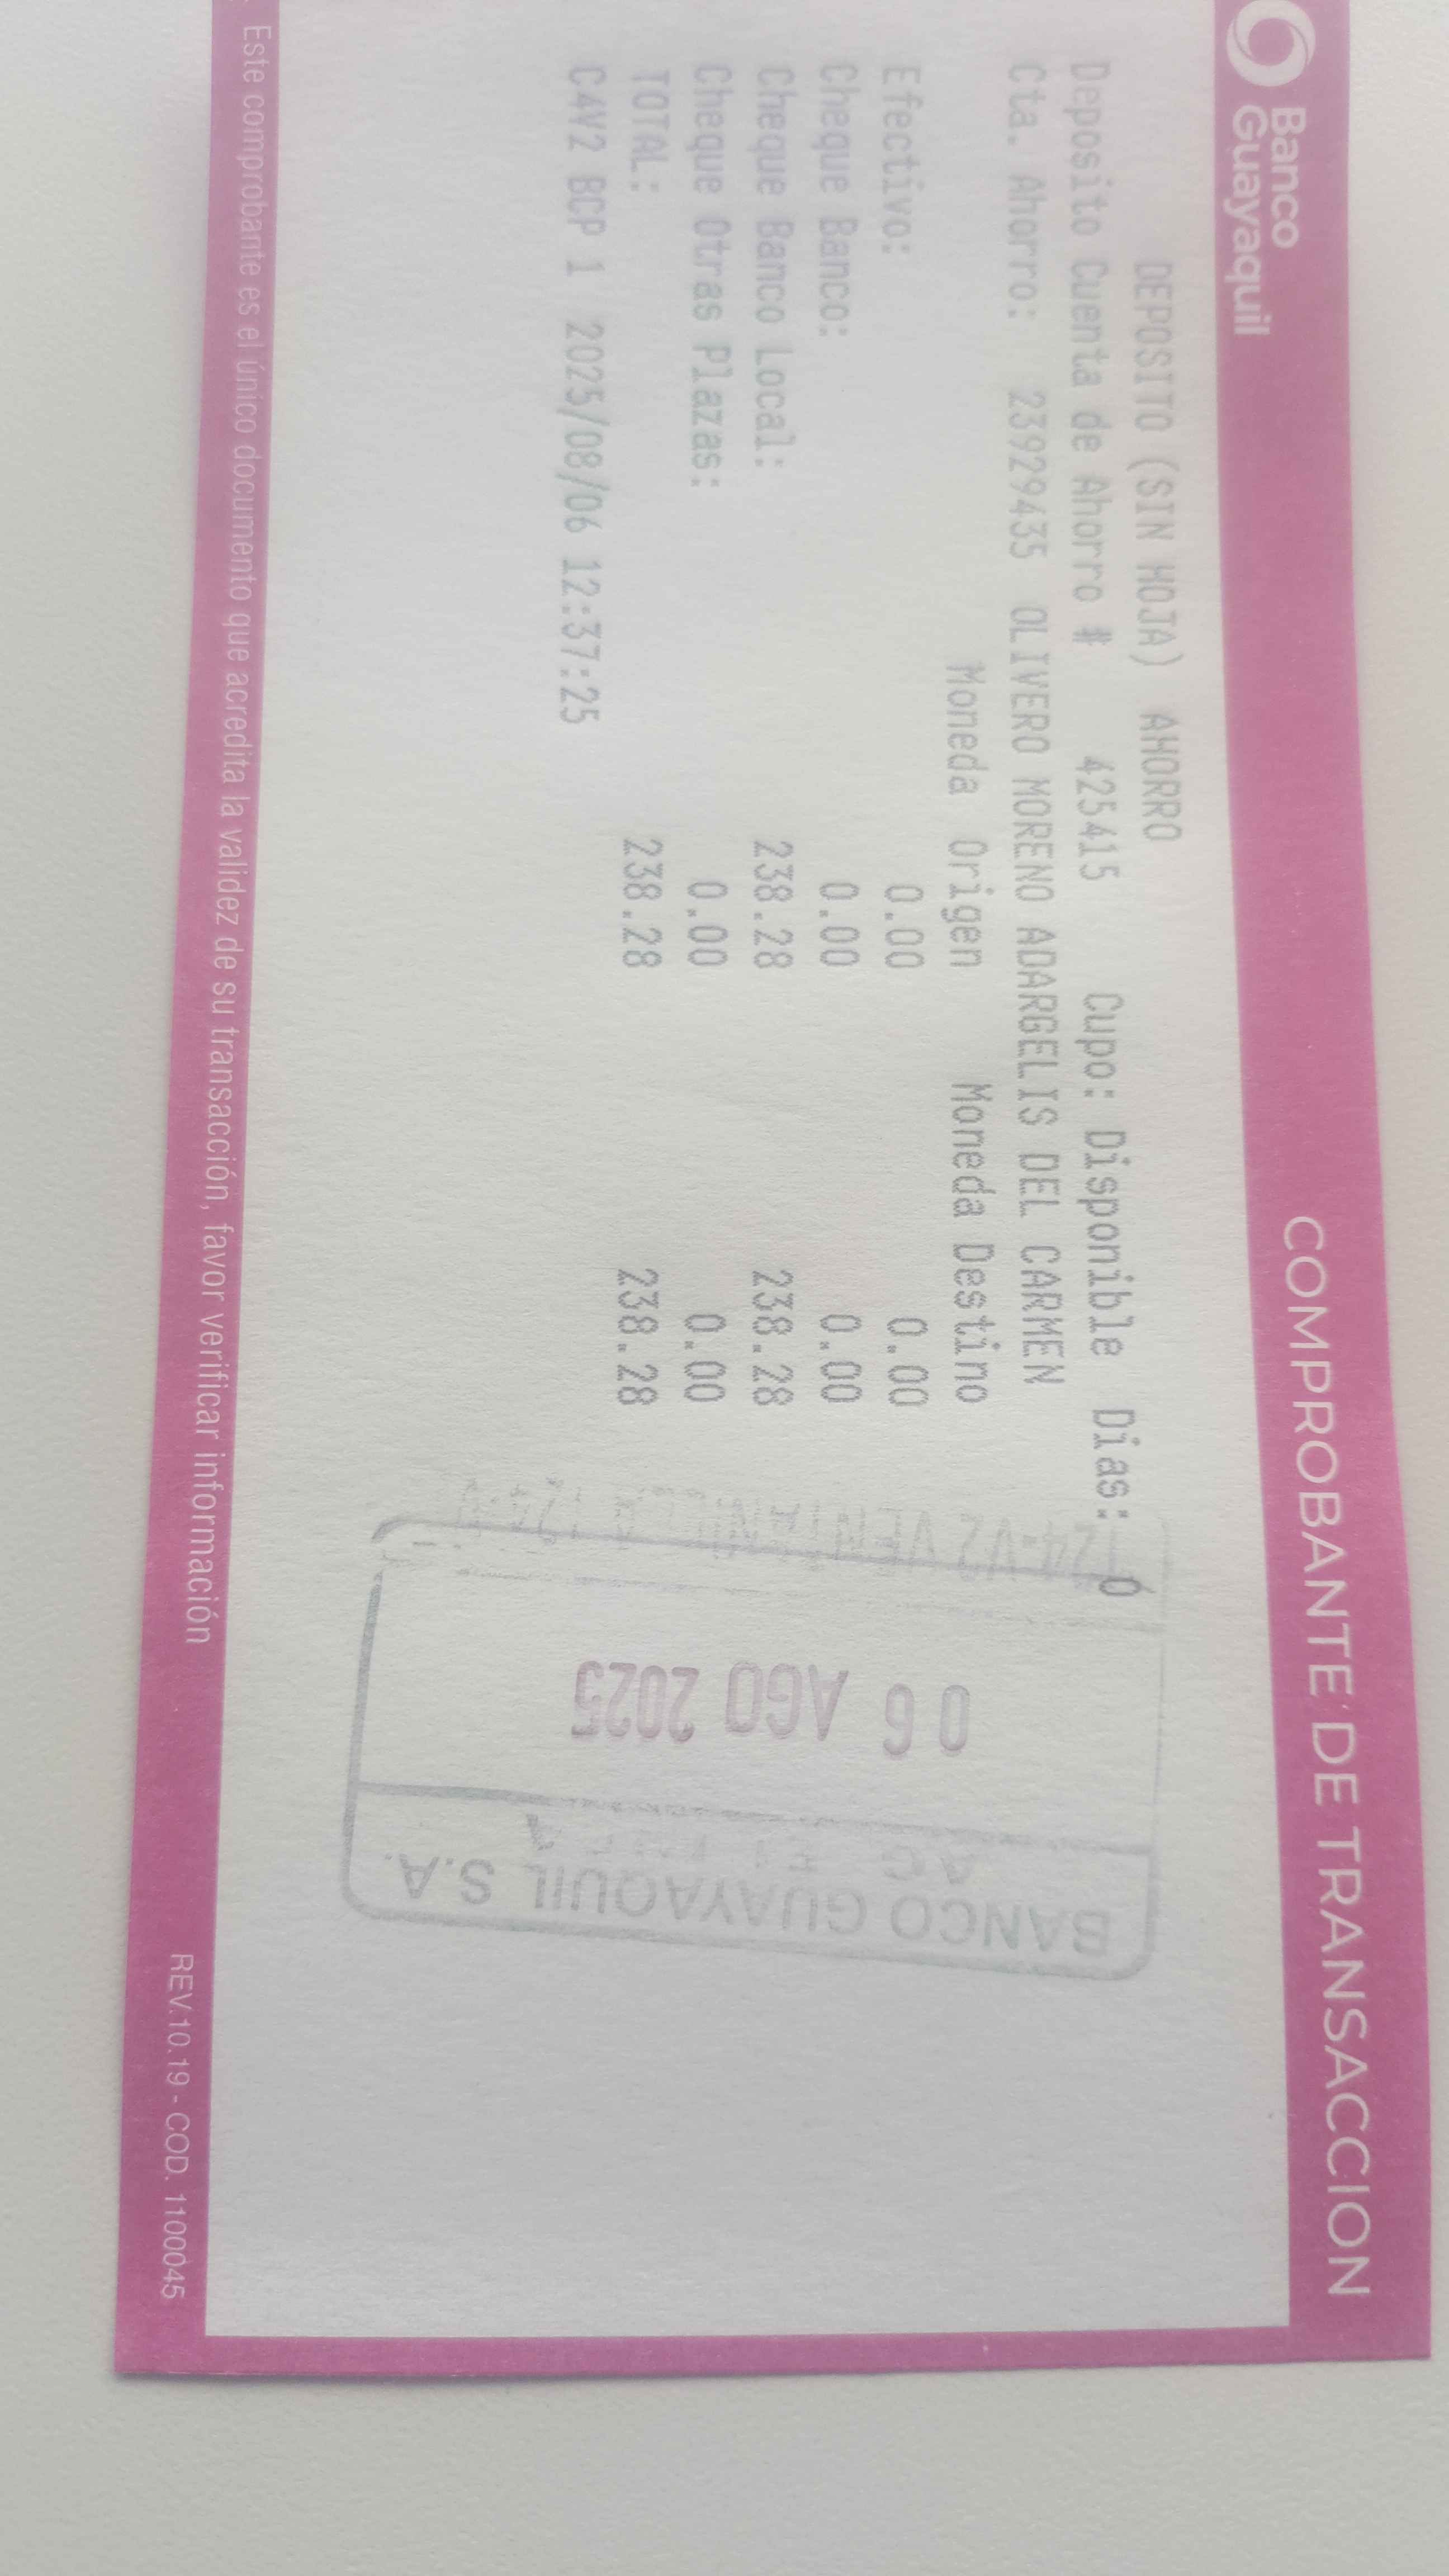 Banco
Guayaquil
COMPROBANTE DE TRANSACCION
DEPOSITO (SIN HOJA) AHORRO
Deposito Cuenta de Ahorro # 425415 Cupo: Disponible Dias: 0
Cta. Ahorro: 23929435 OLIVERO MORENO ADARGELIS DEL CARMEN
Moneda Origen Moneda Destino
Efectivo: 0.00 0.00
Cheque Banco: 0.00 0.00
Cheque Banco Local: 238.28 238.28
Cheque Otras Plazas: 0.00 0.00
TOTAL: 238.28 238.28
C4V2 BCP 1 2025/08/06 12:37:25
BANCO GUAYAQUIL S.A.
06 AGO 2025
Este comprobante es el único documento que acredita la validez de su transacción, favor verificar información
REV.10.19 - COD. 1100045